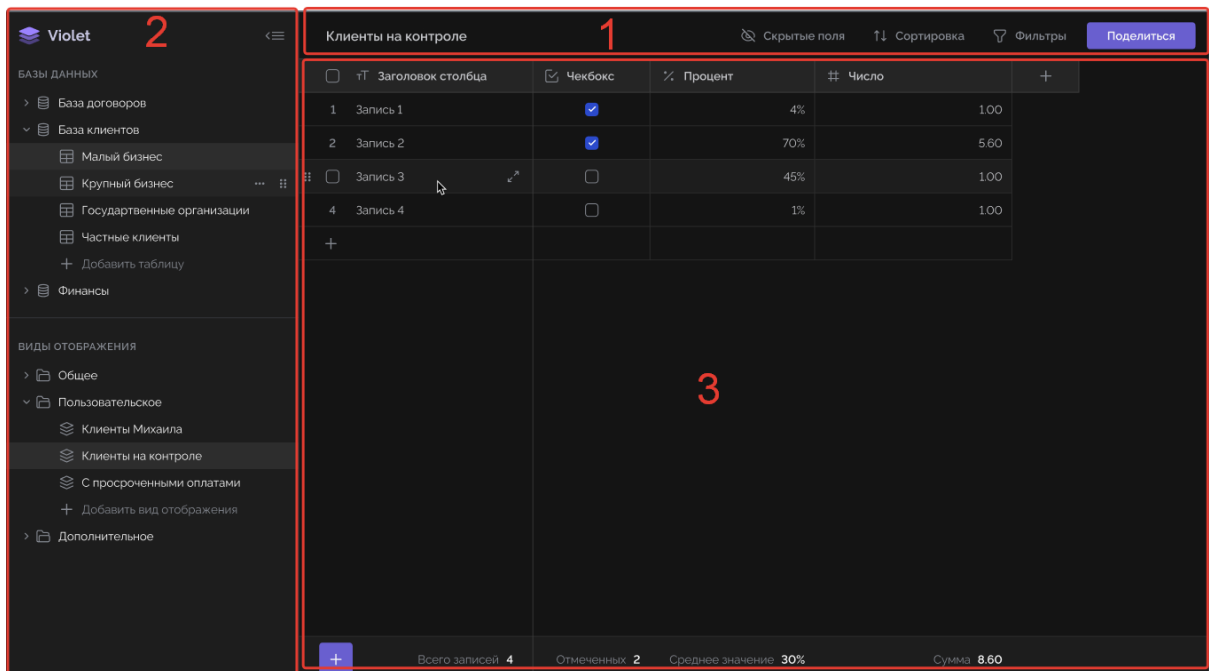 Violet
2
БАЗЫ ДАННЫХ
База договоров
База клиентов
Малый бизнес
Крупный бизнес
Государтвенные организации
Частные клиенты
+ Добавить таблицу
Финансы
ВИДЫ ОТОБРАЖЕНИЯ
Общее
Пользовательское
Клиенты Михаила
Клиенты на контроле
С просроченными оплатами
+ Добавить вид отображения
Дополнительное
Клиенты на контроле 1 Скрытые поля Сортировка Фильтры Поделиться
тT Заголовок столбца Чекбокс % Процент # Число +
1 Запись 1 4% 1.00
2 Запись 2 70% 5.60
Запись 3 45% 1.00
4 Запись 4 1% 1.00
+
3
+ Всего записей 4 Отмеченных 2 Среднее значение 30% Сумма 8.60